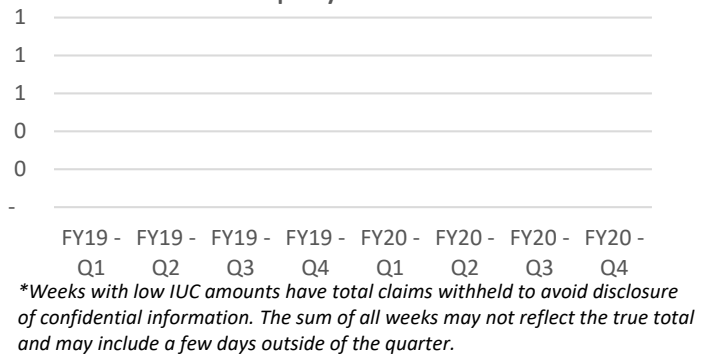 1
1
1
0
0
-
FY19 - FY19 - FY19 - FY19 - FY20 - FY20 - FY20 - FY20 -
Q1 Q2 Q3 Q4 Q1 Q2 Q3 Q4
*Weeks with low IUC amounts have total claims withheld to avoid disclosure
of confidential information. The sum of all weeks may not reflect the true total
and may include a few days outside of the quarter.